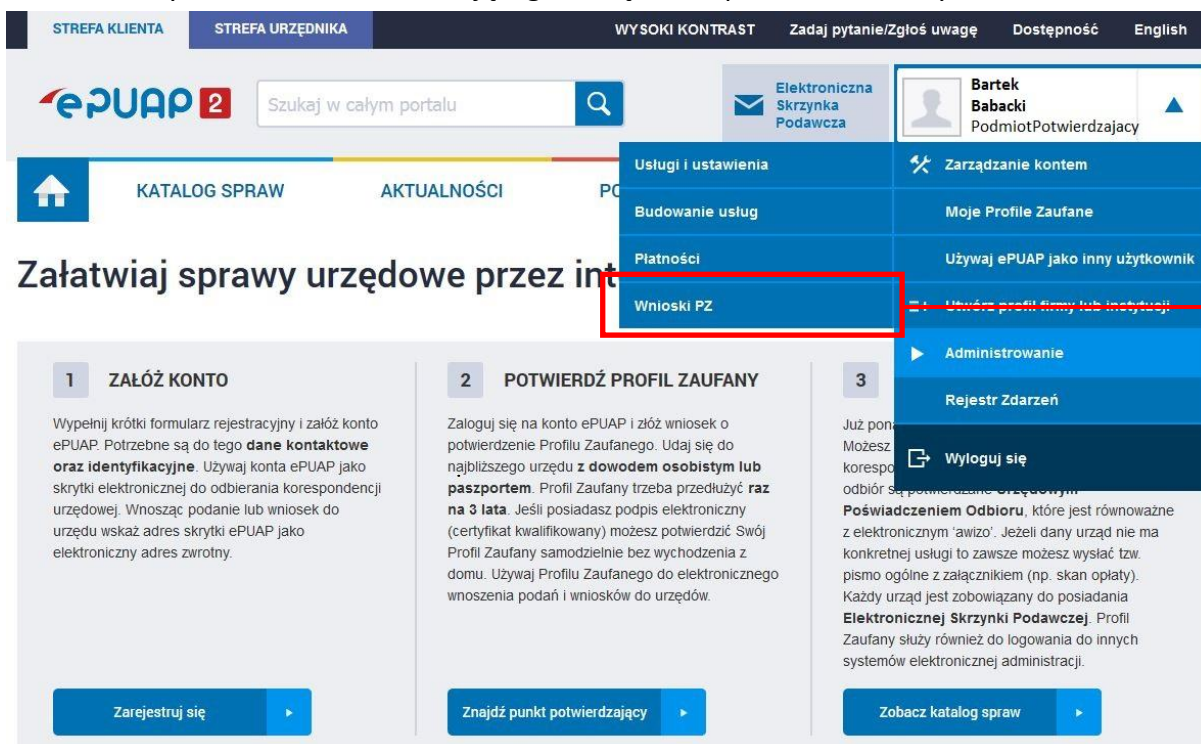 STREFA KLIENTA STREFA URZĘDNIKA WYSOKI KONTRAST Zadaj pytanie/Zgłoś uwagę Dostępność English
ePUAP 2
Szukaj w całym portalu
Elektroniczna
Skrzynka
Podawcza
Bartek
Babacki
PodmiotPotwierdzajacy
KATALOG SPRAW AKTUALNOŚCI
Usługi i ustawienia
Budowanie usług
Płatności
Wnioski PZ
Zarządzanie kontem
Moje Profile Zaufane
Używaj ePUAP jako inny użytkownik
Utwórz profil firmy lub instytucji
Administrowanie
Rejestr Zdarzeń
Wyloguj się
Załatwiaj sprawy urzędowe przez int
1 ZAŁÓŻ KONTO
Wypełnij krótki formularz rejestracyjny i załóż konto
ePUAP. Potrzebne są do tego dane kontaktowe
oraz identyfikacyjne. Używaj konta ePUAP jako
skrytki elektronicznej do odbierania korespondencji
urzędowej. Wnosząc podanie lub wniosek do
urzędu wskaż adres skrytki ePUAP jako
elektroniczny adres zwrotny.
Zarejestruj się
2 POTWIERDŹ PROFIL ZAUFANY
Zaloguj się na konto ePUAP i złóż wniosek o
potwierdzenie Profilu Zaufanego. Udaj się do
najbliższego urzędu z dowodem osobistym lub
paszportem. Profil Zaufany trzeba przedłużyć raz
na 3 lata. Jeśli posiadasz podpis elektroniczny
(certyfikat kwalifikowany) możesz potwierdzić Swój
Profil Zaufany samodzielnie bez wychodzenia z
domu. Używaj Profilu Zaufanego do elektronicznego
wnoszenia podań i wniosków do urzędów.
Znajdź punkt potwierdzający
3
Już pon
Możesz
korespo
odbiór są potwierdzane Urzędowym
Poświadczeniem Odbioru, które jest równoważne
z elektronicznym ‘awizo’. Jeżeli dany urząd nie ma
konkretnej usługi to zawsze możesz wysłać tzw.
pismo ogólne z załącznikiem (np. skan opłaty).
Każdy urząd jest zobowiązany do posiadania
Elektronicznej Skrzynki Podawczej. Profil
Zaufany służy również do logowania do innych
systemów elektronicznej administracji.
Zobacz katalog spraw